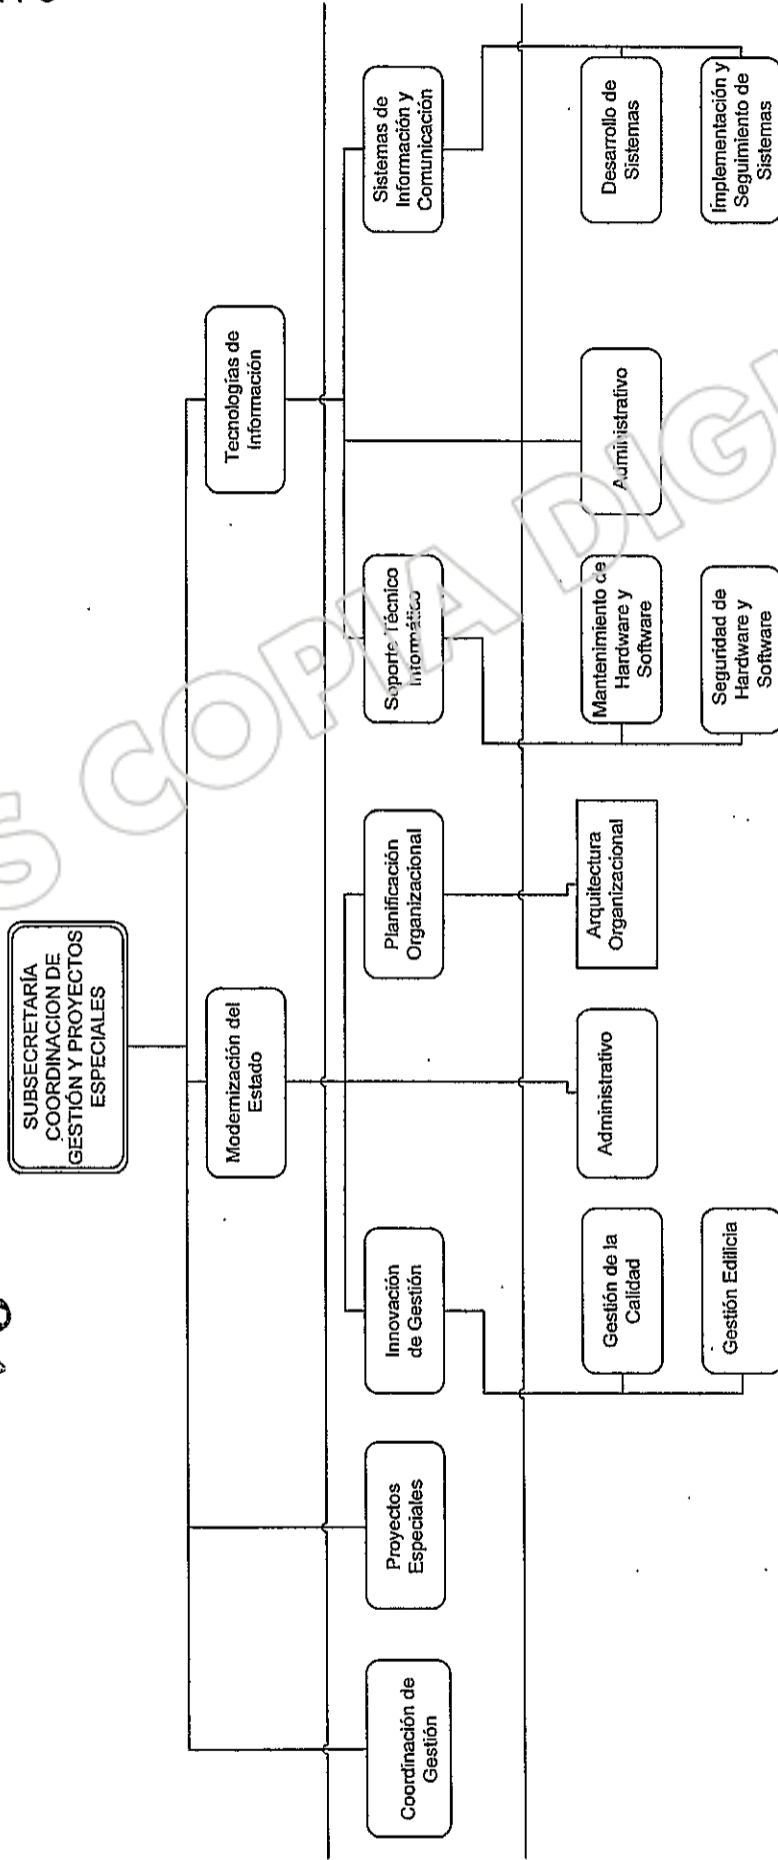 SUBSECRETARÍA
COORDINACION DE
GESTIÓN Y PROYECTOS
ESPECIALES
Modernización del
Estado
Tecnologías de
Información
Coordinación de
Gestión
Proyectos
Especiales
Innovación
de Gestión
Planificación
Organizacional
Soporte Técnico
Informático
Sistemas de
Información y
Comunicación
Gestión de la
Calidad
Administrativo
Arquitectura
Organizacional
Mantenimiento de
Hardware y
Software
Administrativo
Desarrollo de
Sistemas
Gestión Edilicia
Seguridad de
Hardware y
Software
Implementación y
Seguimiento de
Sistemas
S COPIA DIG